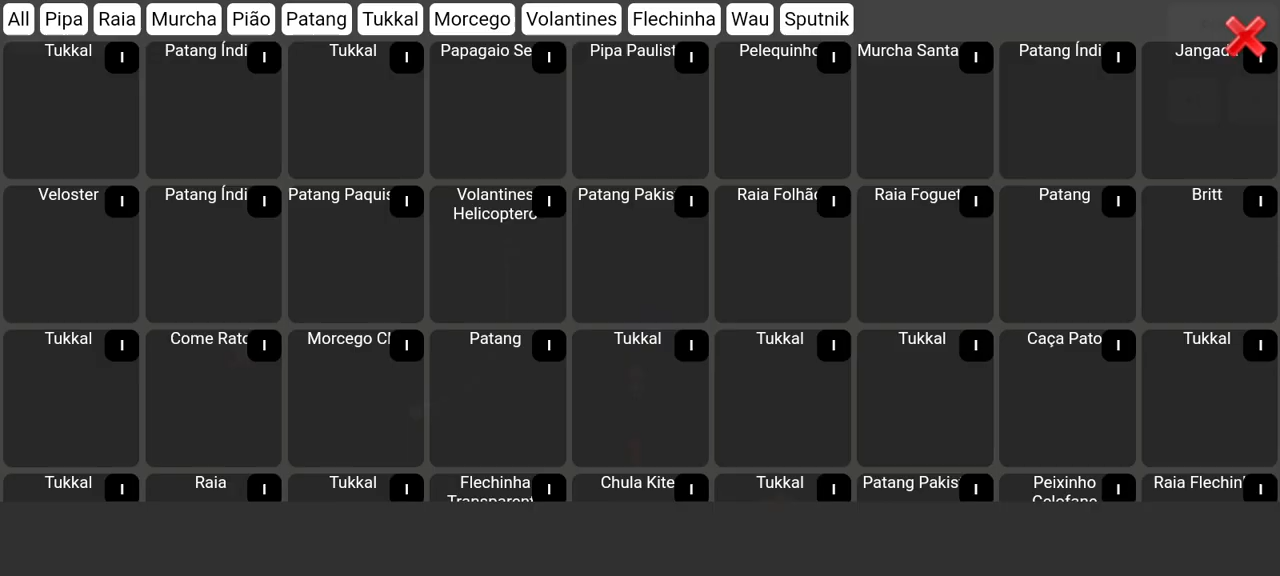 All Pipa Raia Murcha Pião Patang Tukkal Morcego Volantines Flechinha Wau Sputnik
Tukkal I Patang Índi I Tukkal I Papagaio Se I Pipa Paulist I Pelequinho I Murcha Santa I Patang Índi I Jangad I
Veloster I Patang Índi I Patang Paquis I Volantines Helicoptero I Patang Pakis I Raia Folhão I Raia Foguet I Patang I Britt I
Tukkal I Come Rato I Morcego Cl I Patang I Tukkal I Tukkal I Tukkal I Caça Pato I Tukkal I
Tukkal I Raia I Tukkal I Flechinha Transparent I Chula Kite I Tukkal I Patang Pakis I Peixinho Celofane I Raia Flechin I